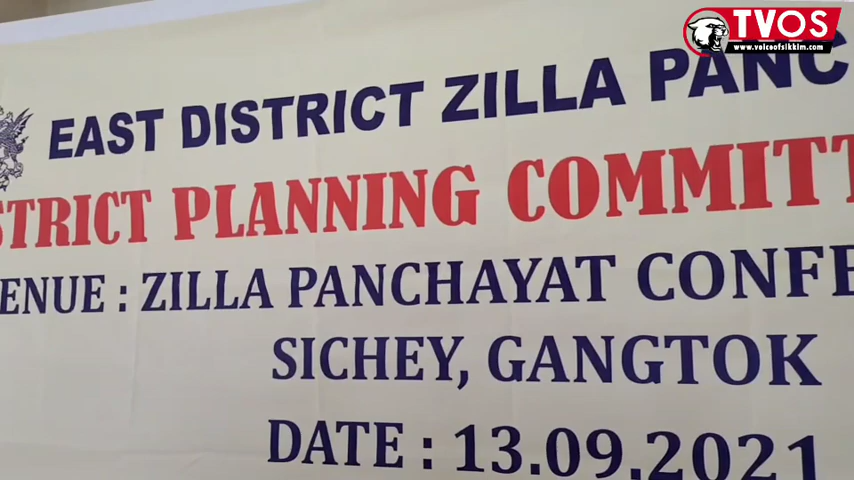 TVOS
www.voiceofsikkim.com
EAST DISTRICT ZILLA PANC
STRICT PLANNING COMMITT
ENUE : ZILLA PANCHAYAT CONFE
SICHEY, GANGTOK
DATE : 13.09.2021